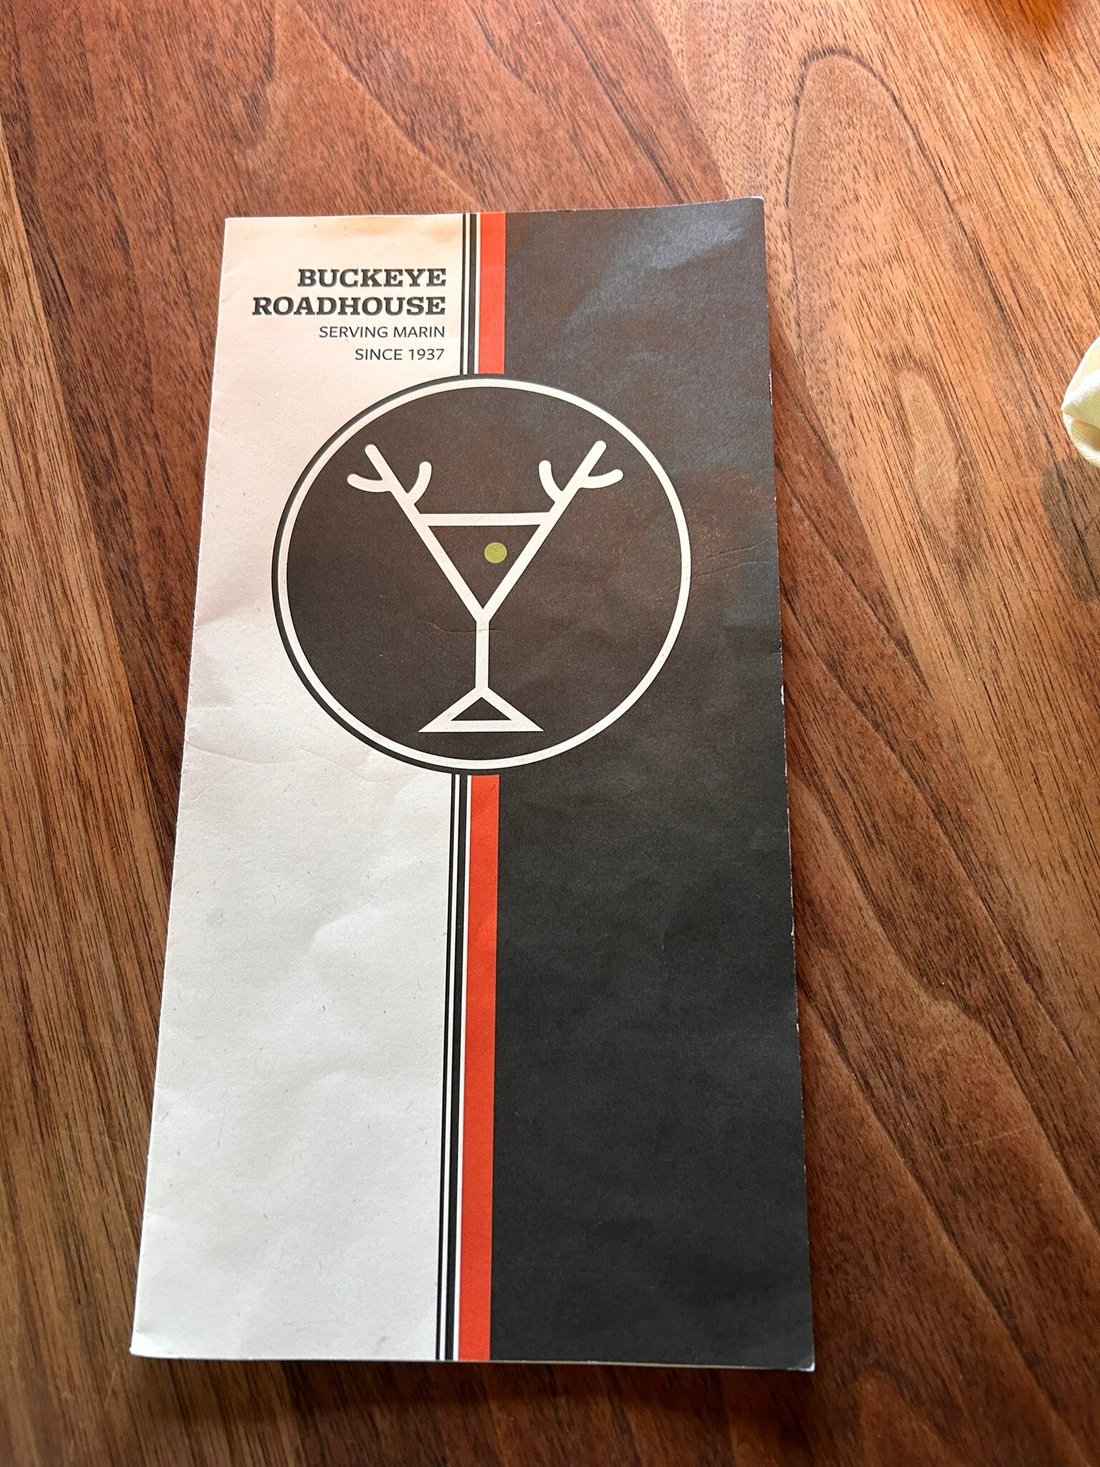 BUCKEYE
ROADHOUSE
SERVING MARIN
SINCE 1937